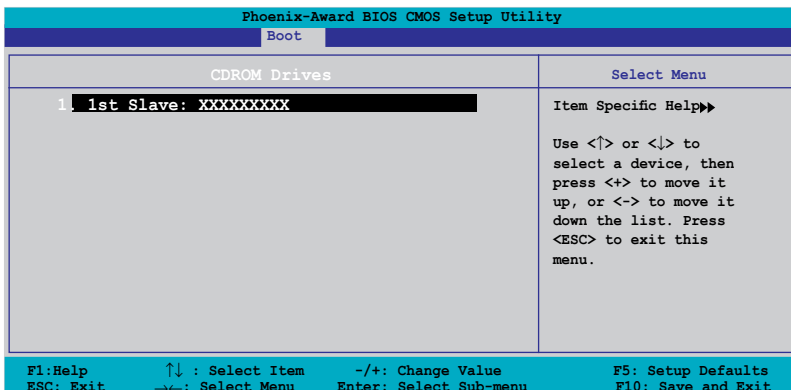 Phoenix-Award BIOS CMOS Setup Utility
Boot
CDROM Drives
Select Menu
1. 1st Slave: XXXXXXXXX
Item Specific Help▶▶
Use <↑> or <↓> to
select a device, then
press <+> to move it
up, or <-> to move it
down the list. Press
<ESC> to exit this
menu.
F1:Help ↑↓ : Select Item -/+: Change Value F5: Setup Defaults
ESC: Exit →←: Select Menu Enter: Select Sub-menu F10: Save and Exit